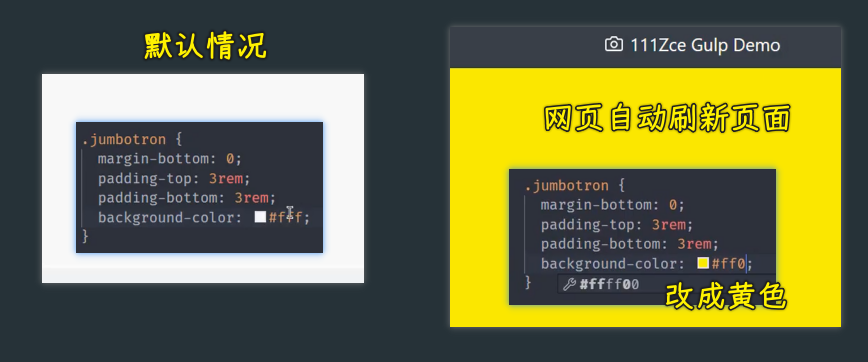 默认情况
.jumbotron {
margin-bottom: 0;
padding-top: 3rem;
padding-bottom: 3rem;
background-color: #fff;
}
111Zce Gulp Demo
网页自动刷新页面
.jumbotron {
margin-bottom: 0;
padding-top: 3rem;
padding-bottom: 3rem;
background-color: #ff0;
} #ffff00
改成黄色